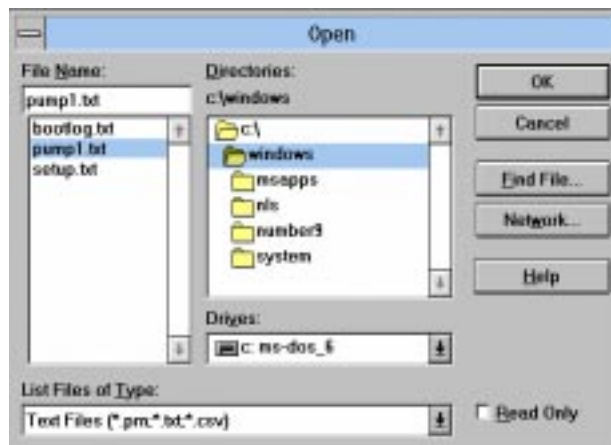 Open
File Name:
pump1.txt
bootlog.txt
pump1.txt
setup.txt
Directories:
c:\windows
c:\
windows
msapps
nls
number9
system
Drives:
c: ms-dos_6
List Files of Type:
Text Files (*.prn;*.txt;*.csv)
OK
Cancel
Find File...
Network...
Help
Read Only